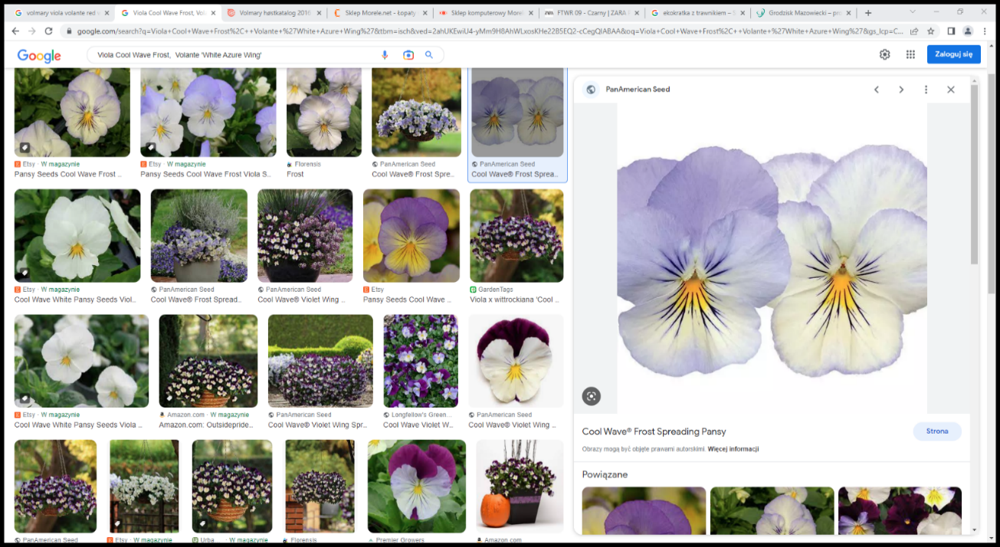 volmary viola volante red s
Viola Cool Wave Frost, Vol
Volmary høstkatalog 2016
Sklep Morele.net - Łopaty
Sklep komputerowy Morel
FTWR 09 - Czarny | ZARA
ekokratka z trawnikiem – S
Grodzisk Mazowiecki – pr
google.com/search?q=Viola+Cool+Wave+Frost%2C++Volante+%27White+Azure+Wing%27&tbm=isch&ved=2ahUKEwiU4-yMm9H8AhWLxosKHe22B5EQ2-cCegQIABAA&oq=Viola+Cool+Wave+Frost%2C++Volante+%27White+Azure+Wing%27&gs_lcp=C...
Google
Viola Cool Wave Frost, Volante 'White Azure Wing'
Zaloguj się
Etsy · W magazynie
Pansy Seeds Cool Wave Frost ...
Etsy · W magazynie
Pansy Seeds Cool Wave Frost Viola S...
Florensis
Frost
PanAmerican Seed
Cool Wave® Frost Spre...
PanAmerican Seed
Cool Wave® Frost Sprea...
Etsy · W magazynie
Cool Wave White Pansy Seeds Viol...
PanAmerican Seed
Cool Wave® Frost Spread...
PanAmerican Seed
Cool Wave® Violet Wing ...
Etsy
Pansy Seeds Cool Wave ...
GardenTags
Viola x wittrockiana 'Cool ...
Etsy · W magazynie
Cool Wave White Pansy Seeds Viola ...
Amazon.com · W magazynie
Amazon.com: Outsidepride...
PanAmerican Seed
Cool Wave® Violet Wing Spr...
Longfellow's Green...
Cool Wave Violet W...
PanAmerican Seed
Cool Wave® Violet Wing ...
PanAmerican Seed
Etsy · W magazynie
Urba... · W magazynie
Florensis
Premier Growers
Amazon.com
PanAmerican Seed
Cool Wave® Frost Spreading Pansy
Strona
Obrazy mogą być objęte prawami autorskimi. Więcej informacji
Powiązane